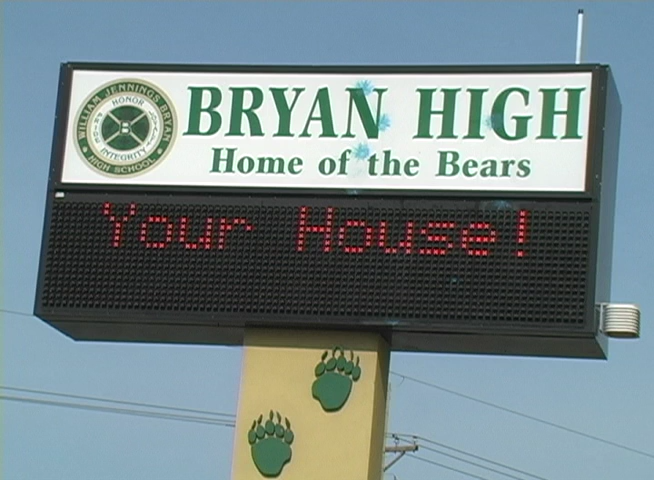 WILLIAM JENNINGS BRYAN
HIGH SCHOOL
HONOR
INTEGRITY
B
BRYAN HIGH
Home of the Bears
Your House!